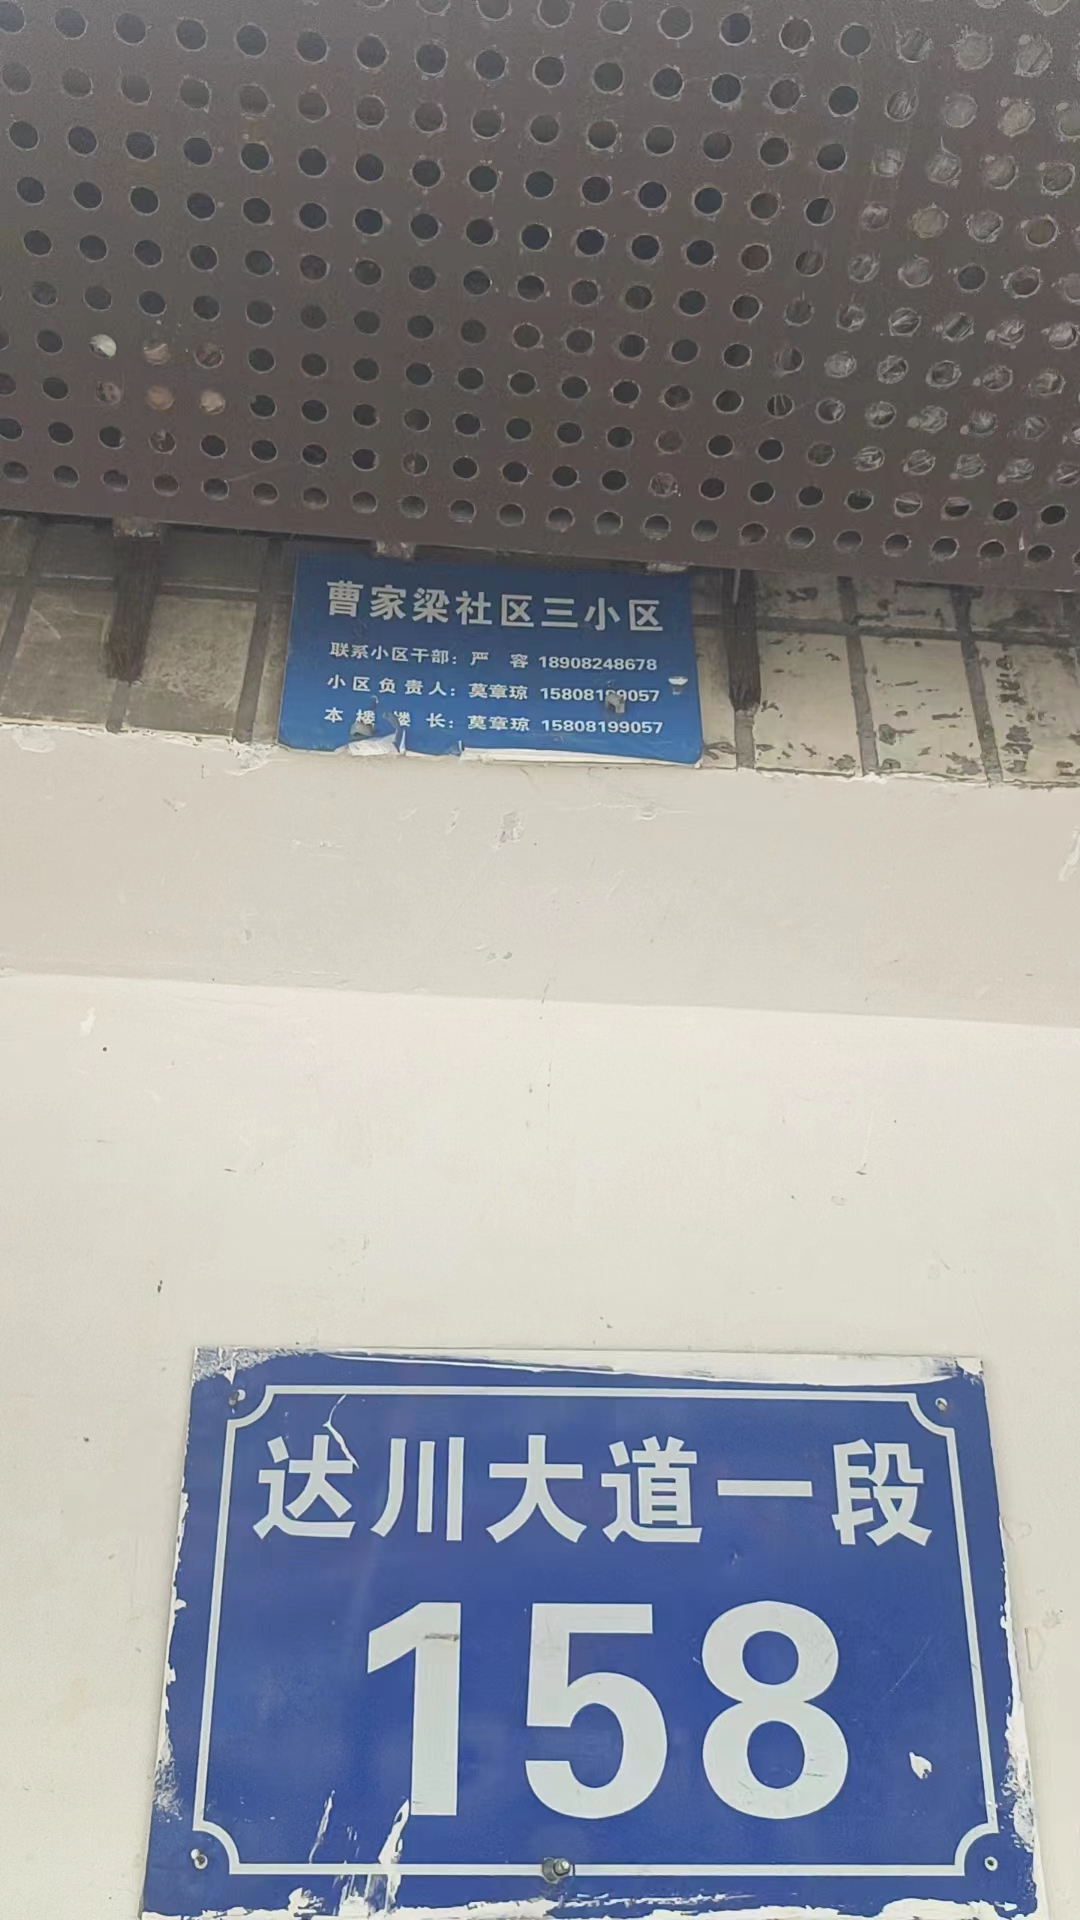 曹家梁社区三小区
联系小区干部：严 容 18908248678
小区负责人：莫章琼 15808199057
本楼楼长：莫章琼 15808199057
达川大道一段
158